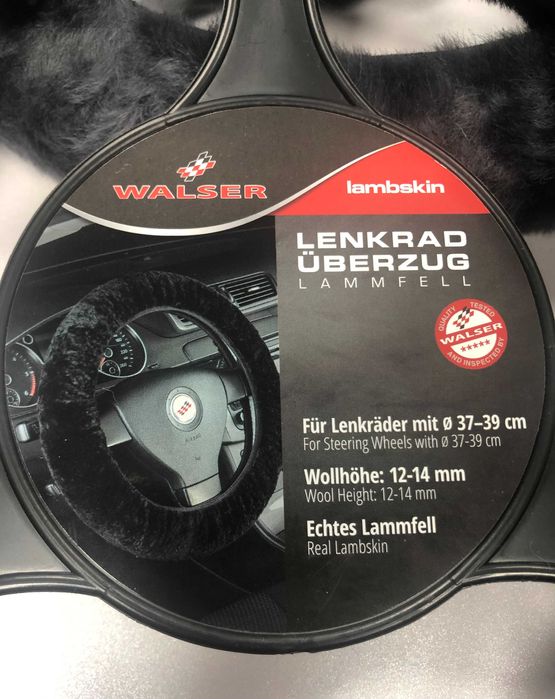 WALSER
lambskin
LENKRAD
ÜBERZUG
LAMMFELL
QUALITY TESTED
WALSER
AND INSPECTED BY
Für Lenkräder mit ø 37–39 cm
For Steering Wheels with ø 37-39 cm
Wollhöhe: 12-14 mm
Wool Height: 12-14 mm
Echtes Lammfell
Real Lambskin
AIRBAG